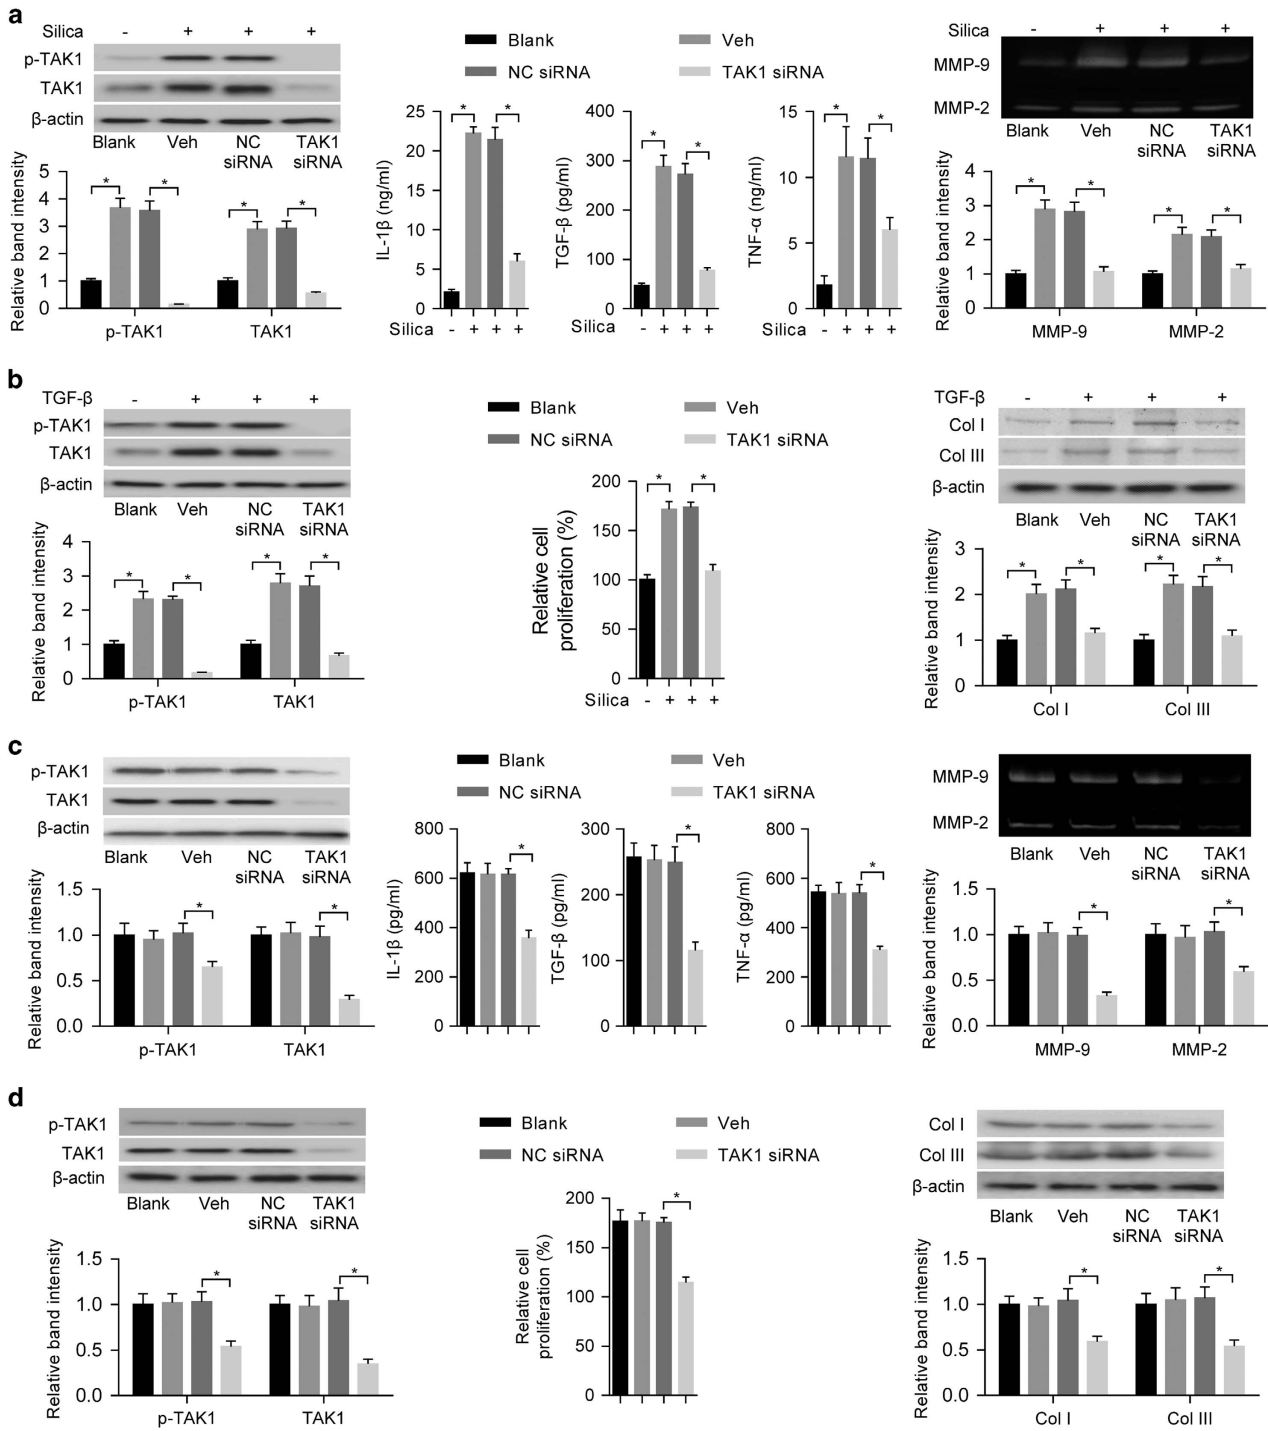 a
Silica - + + +
p-TAK1
TAK1
β-actin
Blank Veh NC siRNA TAK1 siRNA
Relative band intensity
5
4
3
2
1
0
* * * *
p-TAK1 TAK1
Blank Veh
NC siRNA TAK1 siRNA
IL-1β (ng/ml)
25
20
15
10
5
0
* *
Silica - + + +
TGF-β (pg/ml)
400
300
200
100
0
* *
Silica - + + +
TNF-α (ng/ml)
15
10
5
0
* *
Silica - + + +
Silica - + + +
MMP-9
MMP-2
Blank Veh NC siRNA TAK1 siRNA
Relative band intensity
4
3
2
1
0
* * * *
MMP-9 MMP-2
b
TGF-β - + + +
p-TAK1
TAK1
β-actin
Blank Veh NC siRNA TAK1 siRNA
Relative band intensity
4
3
2
1
0
* * * *
p-TAK1 TAK1
Blank Veh
NC siRNA TAK1 siRNA
Relative cell
proliferation (%)
200
150
100
50
0
* *
Silica - + + +
TGF-β - + + +
Col I
Col III
β-actin
Blank Veh NC siRNA TAK1 siRNA
Relative band intensity
3
2
1
0
* * * *
Col I Col III
c
p-TAK1
TAK1
β-actin
Blank Veh NC siRNA TAK1 siRNA
Relative band intensity
1.5
1.0
0.5
0.0
* *
p-TAK1 TAK1
Blank Veh
NC siRNA TAK1 siRNA
IL-1β (pg/ml)
800
600
400
200
0
*
TGF-β (pg/ml)
300
200
100
0
*
TNF-α (pg/ml)
800
600
400
200
0
*
MMP-9
MMP-2
Blank Veh NC siRNA TAK1 siRNA
Relative band intensity
1.5
1.0
0.5
0.0
* *
MMP-9 MMP-2
d
p-TAK1
TAK1
β-actin
Blank Veh NC siRNA TAK1 siRNA
Relative band intensity
1.5
1.0
0.5
0.0
* *
p-TAK1 TAK1
Blank Veh
NC siRNA TAK1 siRNA
Relative cell
proliferation (%)
200
150
100
50
0
*
Col I
Col III
β-actin
Blank Veh NC siRNA TAK1 siRNA
Relative band intensity
1.5
1.0
0.5
0.0
* *
Col I Col III